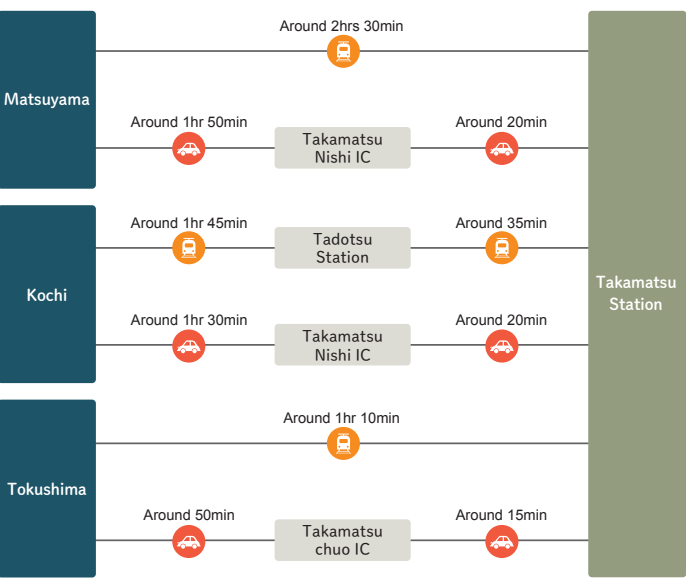 Around 2hrs 30min
Matsuyama
Around 1hr 50min
Takamatsu
Nishi IC
Around 20min
Around 1hr 45min
Tadotsu
Station
Around 35min
Kochi
Around 1hr 30min
Takamatsu
Nishi IC
Around 20min
Takamatsu
Station
Around 1hr 10min
Tokushima
Around 50min
Takamatsu
chuo IC
Around 15min